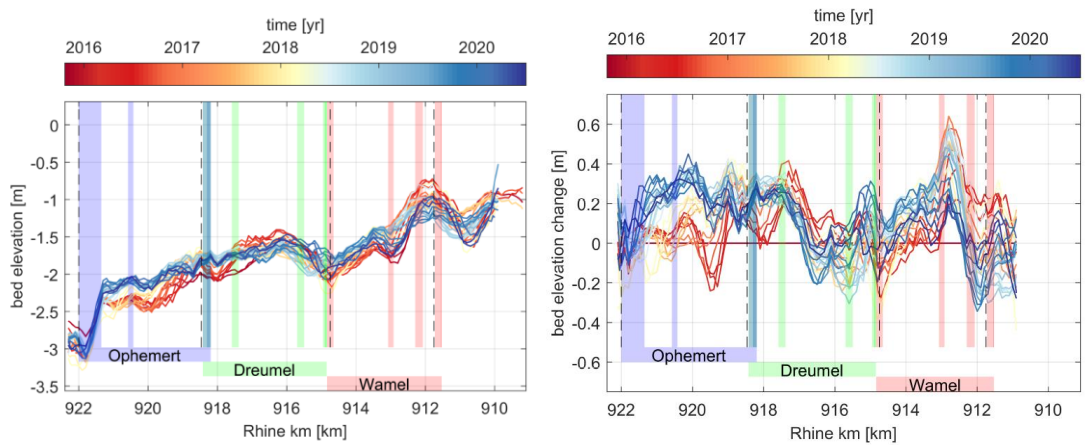 time [yr]
2016 2017 2018 2019 2020
0
-0.5
-1
-1.5
-2
-2.5
-3
-3.5
bed elevation [m]
Ophemert
Dreumel
Wamel
922 920 918 916 914 912 910
Rhine km [km]
time [yr]
2016 2017 2018 2019 2020
0.6
0.4
0.2
0
-0.2
-0.4
-0.6
bed elevation change [m]
Ophemert
Dreumel
Wamel
922 920 918 916 914 912 910
Rhine km [km]